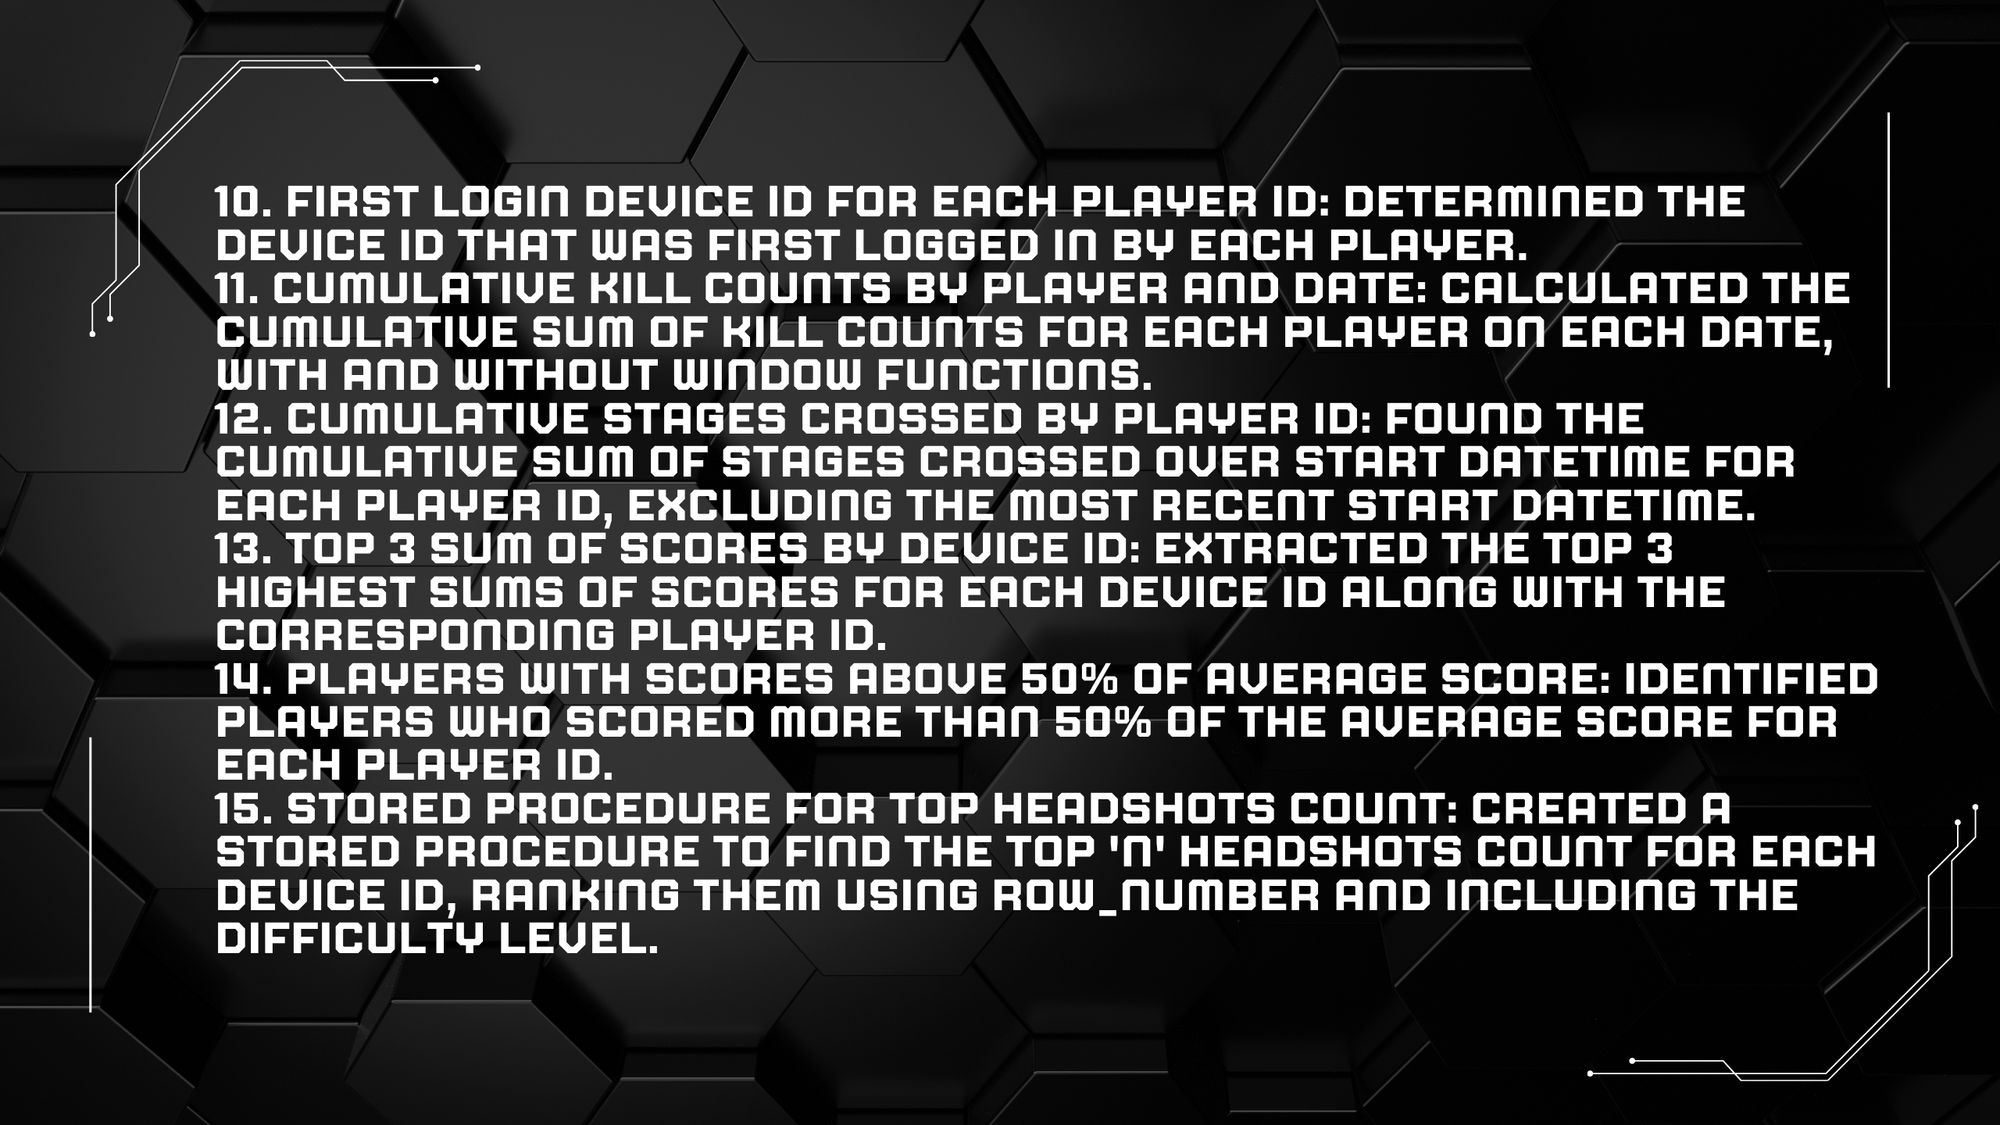 10. FIRST LOGIN DEVICE ID FOR EACH PLAYER ID: DETERMINED THE
DEVICE ID THAT WAS FIRST LOGGED IN BY EACH PLAYER.
11. CUMULATIVE KILL COUNTS BY PLAYER AND DATE: CALCULATED THE
CUMULATIVE SUM OF KILL COUNTS FOR EACH PLAYER ON EACH DATE,
WITH AND WITHOUT WINDOW FUNCTIONS.
12. CUMULATIVE STAGES CROSSED BY PLAYER ID: FOUND THE
CUMULATIVE SUM OF STAGES CROSSED OVER START DATETIME FOR
EACH PLAYER ID, EXCLUDING THE MOST RECENT START DATETIME.
13. TOP 3 SUM OF SCORES BY DEVICE ID: EXTRACTED THE TOP 3
HIGHEST SUMS OF SCORES FOR EACH DEVICE ID ALONG WITH THE
CORRESPONDING PLAYER ID.
14. PLAYERS WITH SCORES ABOVE 50% OF AVERAGE SCORE: IDENTIFIED
PLAYERS WHO SCORED MORE THAN 50% OF THE AVERAGE SCORE FOR
EACH PLAYER ID.
15. STORED PROCEDURE FOR TOP HEADSHOTS COUNT: CREATED A
STORED PROCEDURE TO FIND THE TOP 'N' HEADSHOTS COUNT FOR EACH
DEVICE ID, RANKING THEM USING ROW_NUMBER AND INCLUDING THE
DIFFICULTY LEVEL.